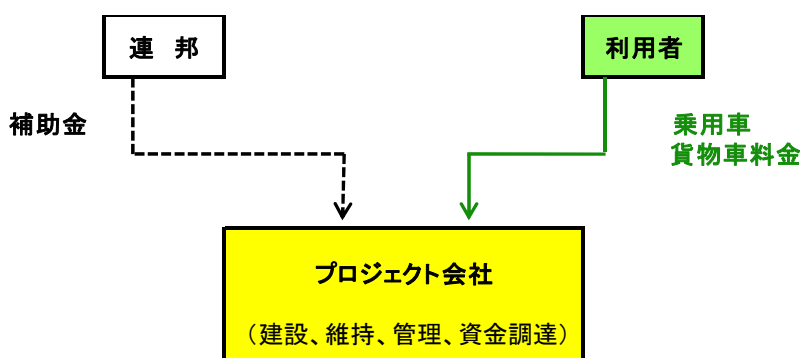 連 邦
利用者
補助金
乗用車
貨物車料金
プロジェクト会社
（建設、維持、管理、資金調達）